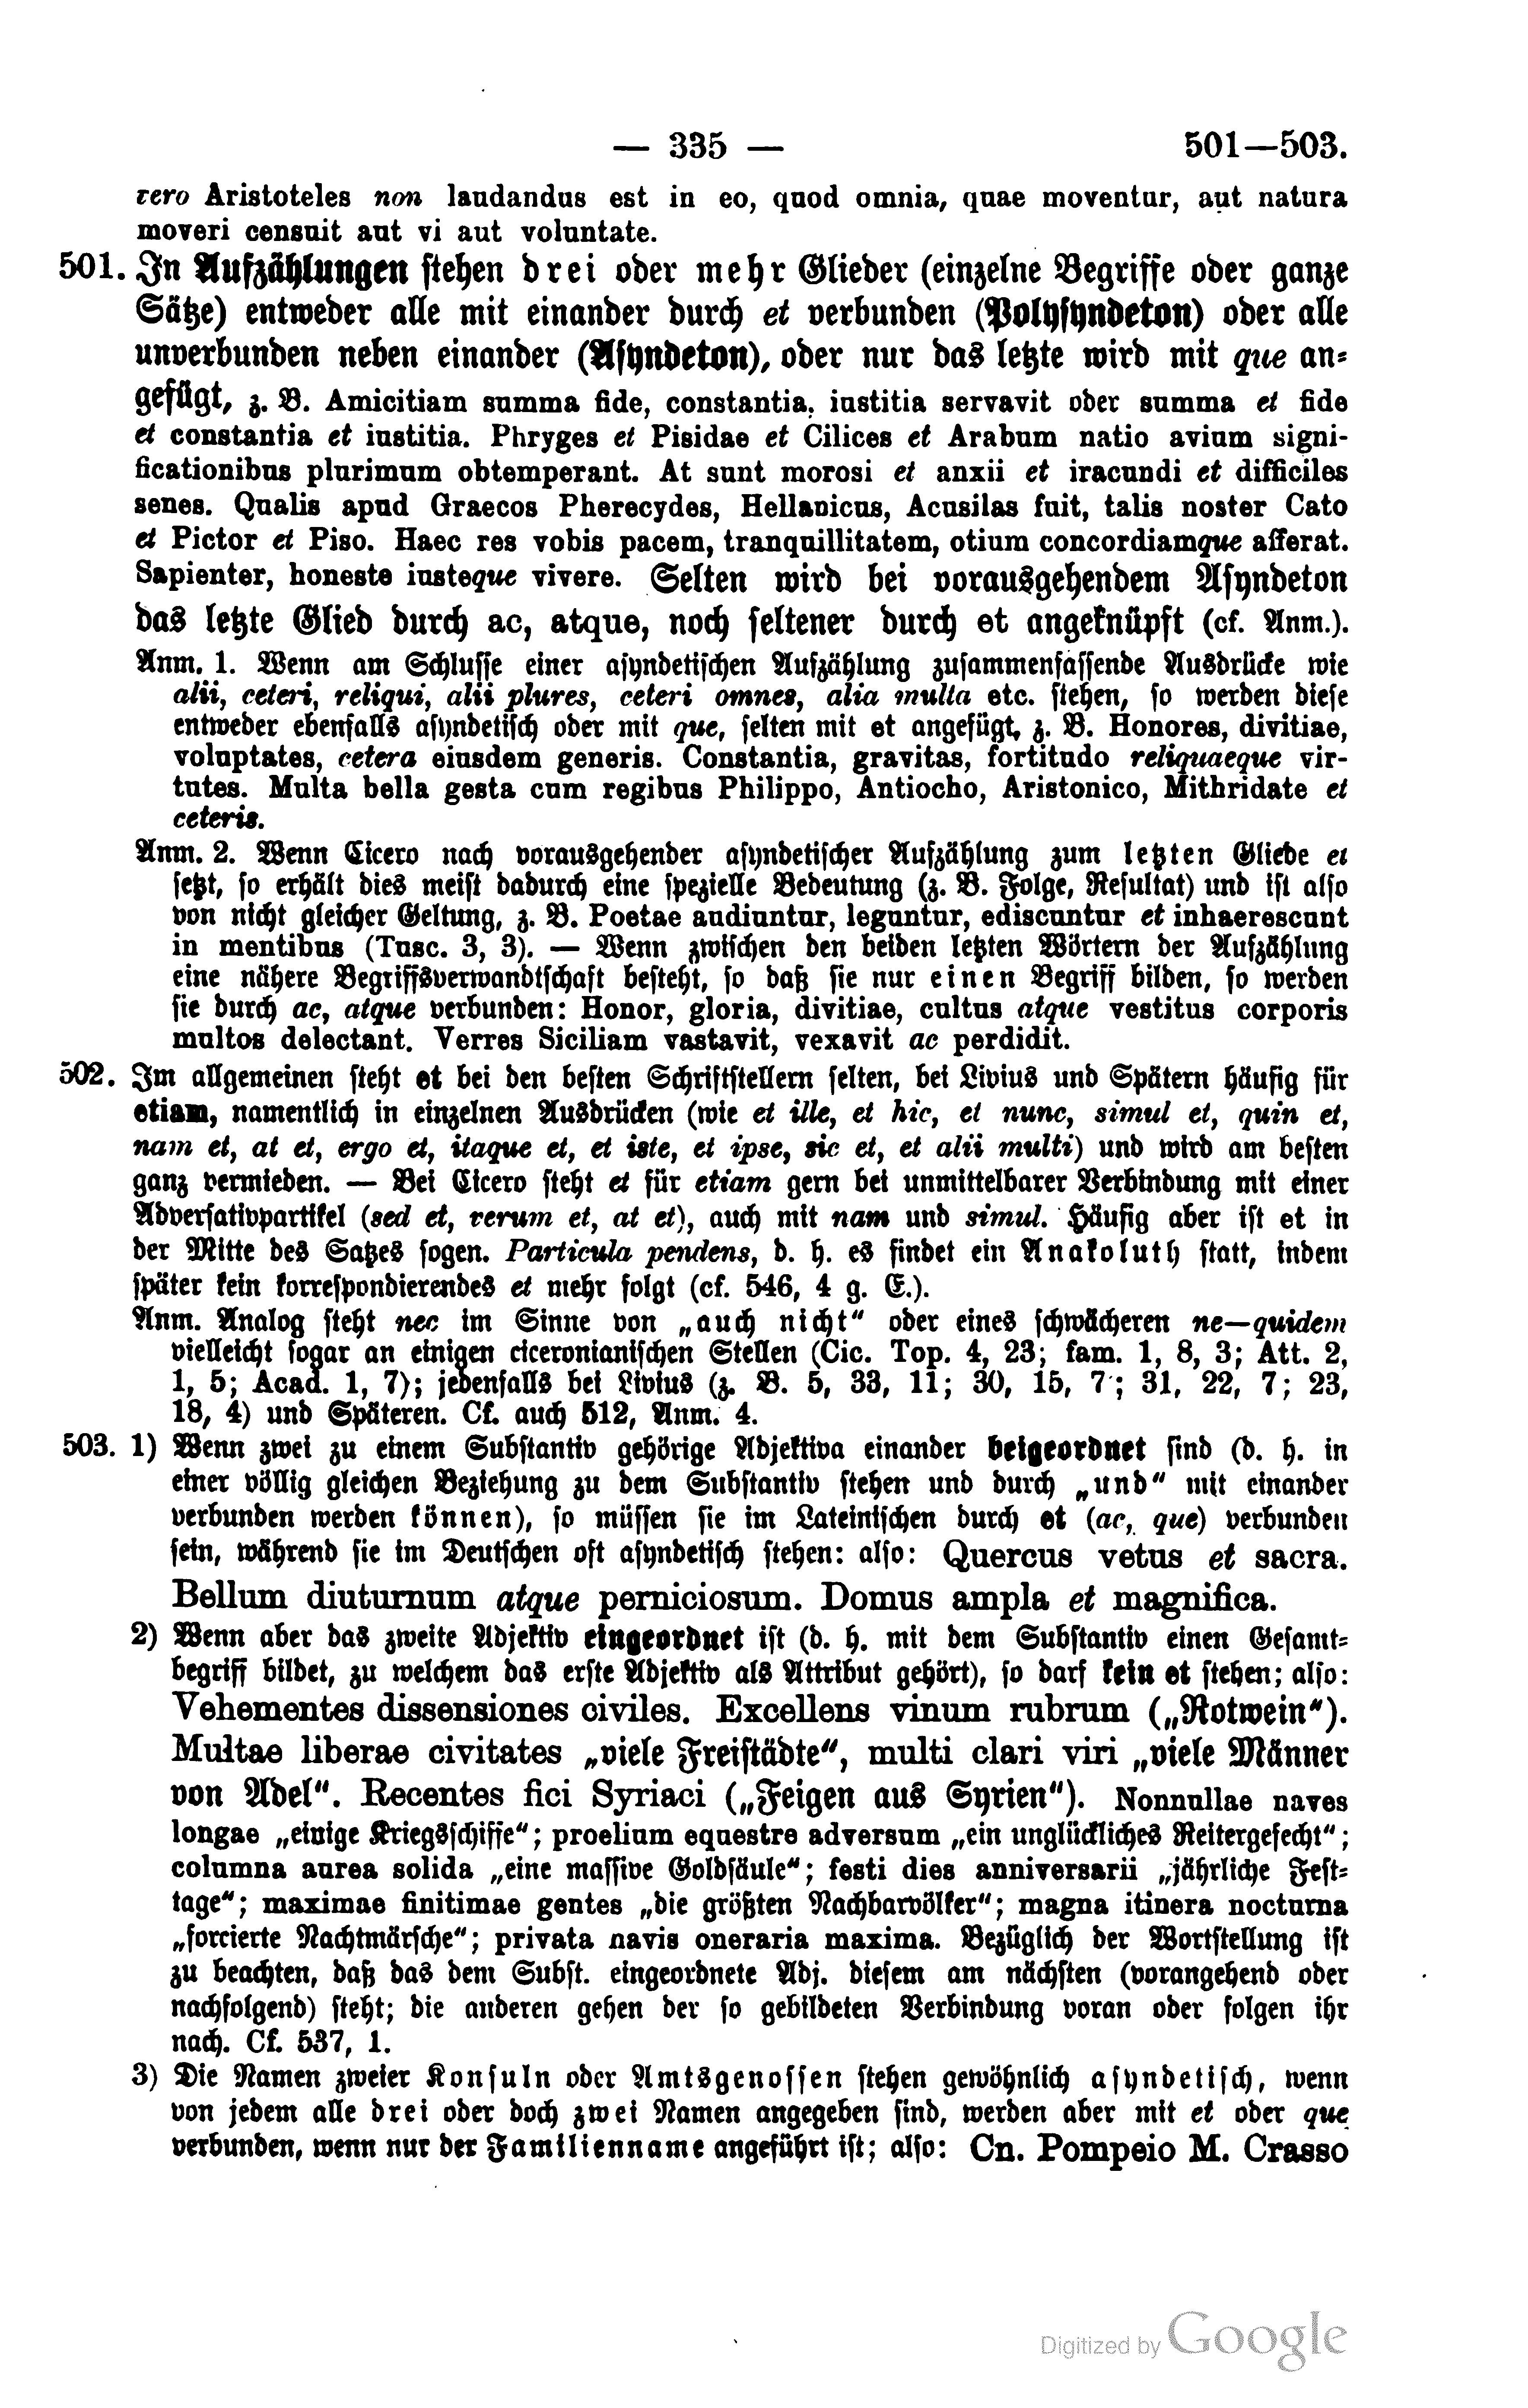 — 335 — 501—503.
vero Aristoteles non laudandus est in eo, quod omnia, quae moventur, aut natura
moveri censuit aut vi aut voluntate.
501. In Aufzählungen stehen drei oder mehr Glieder (einzelne Begriffe oder ganze
Sätze) entweder alle mit einander durch et verbunden (Polysyndeton) oder alle
unverbunden neben einander (Asyndeton), oder nur das letzte wird mit que an-
gefügt, z. B. Amicitiam summa fide, constantia, iustitia servavit oder summa et fide
et constantia et iustitia. Phryges et Pisidae et Cilices et Arabum natio avium signi-
ficationibus plurimum obtemperant. At sunt morosi et anxii et iracundi et difficiles
senes. Qualis apud Graecos Pherecydes, Hellanicus, Acusilas fuit, talis noster Cato
et Pictor et Piso. Haec res vobis pacem, tranquillitatem, otium concordiamque afferat.
Sapienter, honeste iusteque vivere. Selten wird bei vorausgehendem Asyndeton
das letzte Glied durch ac, atque, noch seltener durch et angeknüpft (cf. Anm.).
Anm. 1. Wenn am Schlusse einer asyndetischen Aufzählung zusammenfassende Ausdrücke wie
alii, ceteri, reliqui, alii plures, ceteri omnes, alia multa etc. stehen, so werden diese
entweder ebenfalls asyndetisch oder mit que, selten mit et angefügt, z. B. Honores, divitiae,
voluptates, cetera eiusdem generis. Constantia, gravitas, fortitudo reliquaeque vir-
tutes. Multa bella gesta cum regibus Philippo, Antiocho, Aristonico, Mithridate et
ceteris.
Anm. 2. Wenn Cicero nach vorausgehender asyndetischer Aufzählung zum letzten Gliede et
setzt, so erhält dies meist dadurch eine spezielle Bedeutung (z. B. Folge, Resultat) und ist also
von nicht gleicher Geltung, z. B. Poetae audiuntur, leguntur, ediscuntur et inhaerescunt
in mentibus (Tusc. 3, 3). — Wenn zwischen den beiden letzten Wörtern der Aufzählung
eine nähere Begriffsverwandtschaft besteht, so daß sie nur einen Begriff bilden, so werden
sie durch ac, atque verbunden: Honor, gloria, divitiae, cultus atque vestitus corporis
multos delectant. Verres Siciliam vastavit, vexavit ac perdidit.
502. Im allgemeinen steht et bei den besten Schriftstellern selten, bei Livius und Spätern häufig für
etiam, namentlich in einzelnen Ausdrücken (wie et ille, et hic, et nunc, simul et, quin et,
nam et, at et, ergo et, itaque et, et iste, et ipse, sic et, et alii multi) und wird am besten
ganz vermieden. — Bei Cicero steht et für etiam gern bei unmittelbarer Verbindung mit einer
Adversativpartikel (sed et, verum et, at et), auch mit nam und simul. Häufig aber ist et in
der Mitte des Satzes sogen. Particula pendens, d. h. es findet ein Anakoluth statt, indem
später kein korrespondierendes et mehr folgt (cf. 546, 4 g. E.).
Anm. Analog steht nec im Sinne von „auch nicht“ oder eines schwächeren ne—quidem
vielleicht sogar an einigen ciceronianischen Stellen (Cic. Top. 4, 23; fam. 1, 8, 3; Att. 2,
1, 5; Acad. 1, 7); jedenfalls bei Livius (z. B. 5, 33, 11; 30, 15, 7; 31, 22, 7; 23,
18, 4) und Späteren. Cf. auch 512, Anm. 4.
503. 1) Wenn zwei zu einem Substantiv gehörige Adjektiva einander beigeordnet sind (d. h. in
einer völlig gleichen Beziehung zu dem Substantiv stehen und durch „und“ mit einander
verbunden werden können), so müssen sie im Lateinischen durch et (ac, que) verbunden
sein, während sie im Deutschen oft asyndetisch stehen: also: Quercus vetus et sacra.
Bellum diuturnum atque perniciosum. Domus ampla et magnifica.
2) Wenn aber das zweite Adjektiv eingeordnet ist (d. h. mit dem Substantiv einen Gesamt-
begriff bildet, zu welchem das erste Adjektiv als Attribut gehört), so darf kein et stehen; also:
Vehementes dissensiones civiles. Excellens vinum rubrum („Rotwein“).
Multae liberae civitates „viele Freistädte“, multi clari viri „viele Männer
von Adel“. Recentes fici Syriaci („Feigen aus Syrien“). Nonnullae naves
longae „einige Kriegsschiffe“; proelium equestre adversum „ein unglückliches Reitergefecht“;
columna aurea solida „eine massive Goldsäule“; festi dies anniversarii „jährliche Fest-
tage“; maximae finitimae gentes „die größten Nachbarvölker“; magna itinera nocturna
„forcierte Nachtmärsche“; privata navis oneraria maxima. Bezüglich der Wortstellung ist
zu beachten, daß das dem Subst. eingeordnete Adj. diesem am nächsten (vorangehend oder
nachfolgend) steht; die anderen gehen der so gebildeten Verbindung voran oder folgen ihr
nach. Cf. 537, 1.
3) Die Namen zweier Konsuln oder Amtsgenossen stehen gewöhnlich asyndetisch, wenn
von jedem alle drei oder doch zwei Namen angegeben sind, werden aber mit et oder que
verbunden, wenn nur der Familienname angeführt ist; also: Cn. Pompeio M. Crasso
Digitized by Google